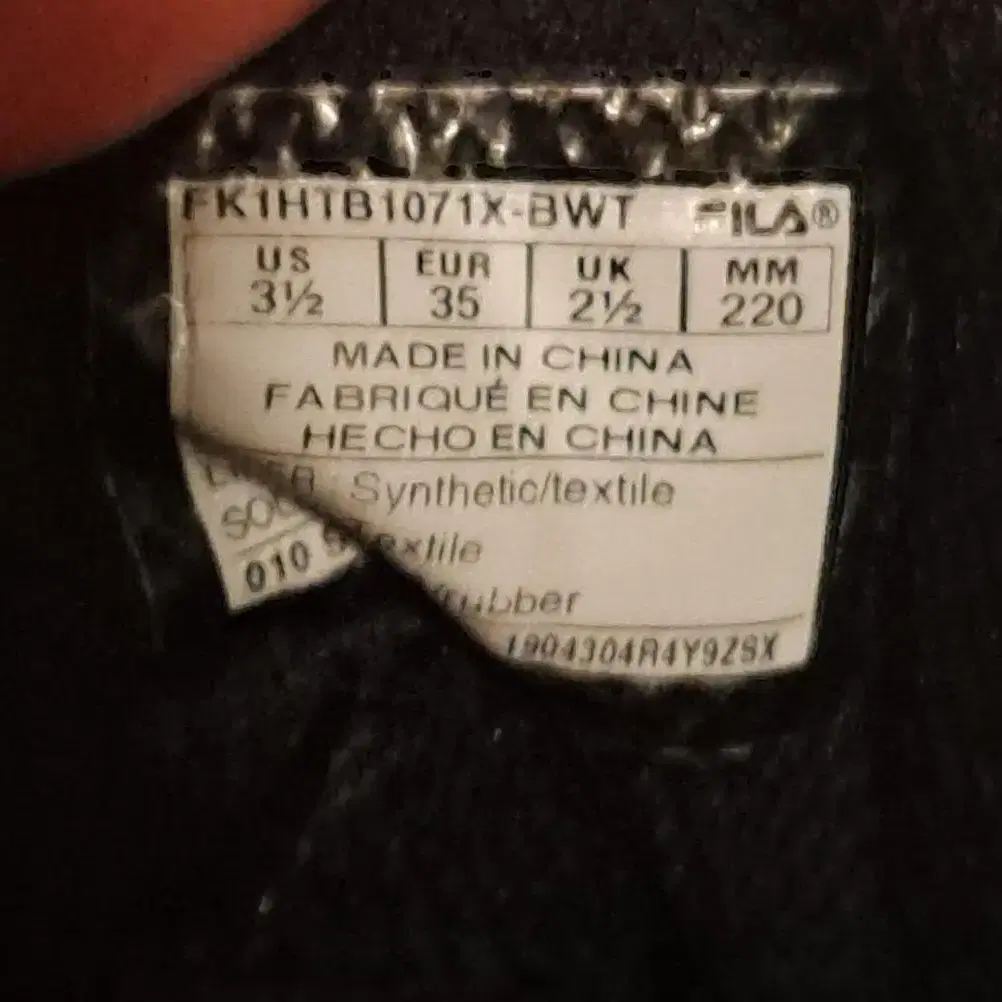 FK1HTB1071X-BWT FILA®
US EUR UK MM
3½ 35 2½ 220
MADE IN CHINA
FABRIQUÉ EN CHINE
HECHO EN CHINA
Synthetic/textile
010
rubber
1904304R4Y9ZSX